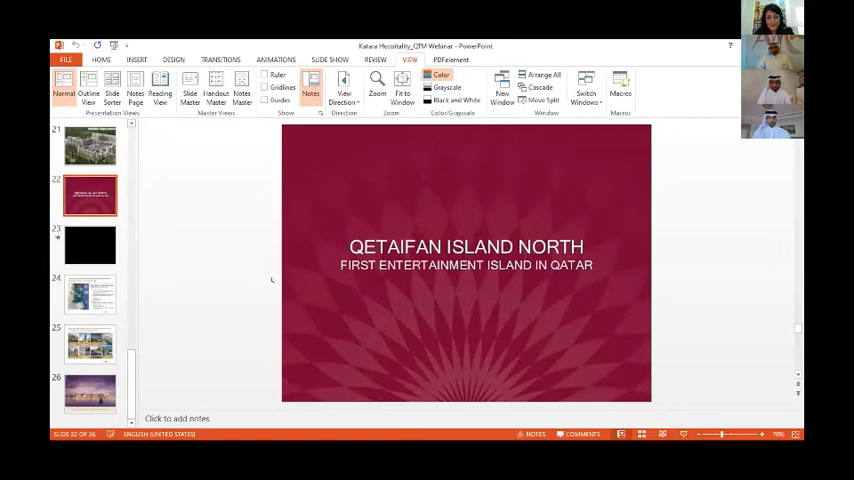 Katara Hospitality_QTM Webinar - PowerPoint
?
FILE HOME INSERT DESIGN TRANSITIONS ANIMATIONS SLIDE SHOW REVIEW VIEW PDFelement
Normal
Outline View
Slide Sorter
Notes Page
Reading View
Presentation Views
Slide Master
Handout Master
Notes Master
Master Views
Ruler
Gridlines
Guides
Show
Notes
View Direction
Direction
Zoom
Fit to Window
Zoom
Color
Grayscale
Black and White
Color/Grayscale
New Window
Arrange All
Cascade
Move Split
Window
Switch Windows
Macros
Macros
21
22
23
24
25
26
QETAIFAN ISLAND NORTH
FIRST ENTERTAINMENT ISLAND IN QATAR
Click to add notes
SLIDE 22 OF 26 ENGLISH (UNITED STATES) NOTES COMMENTS 70%